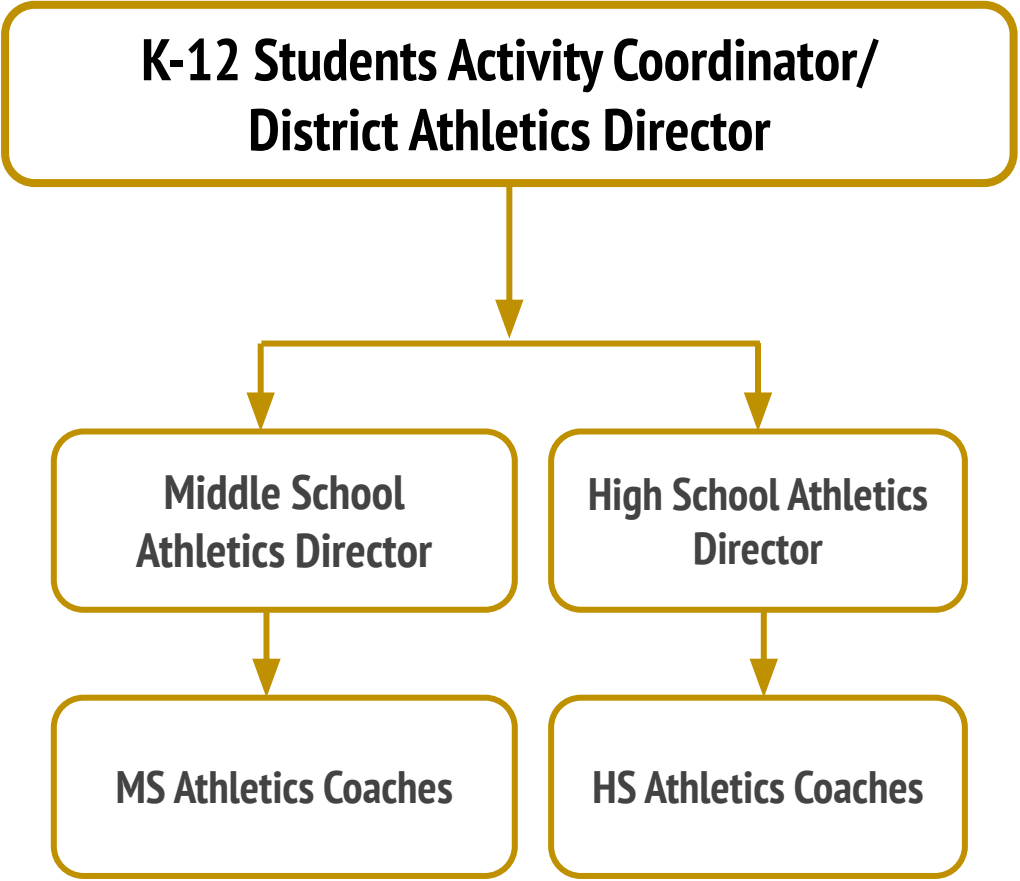 K-12 Students Activity Coordinator/
District Athletics Director
Middle School
Athletics Director
High School Athletics
Director
MS Athletics Coaches
HS Athletics Coaches